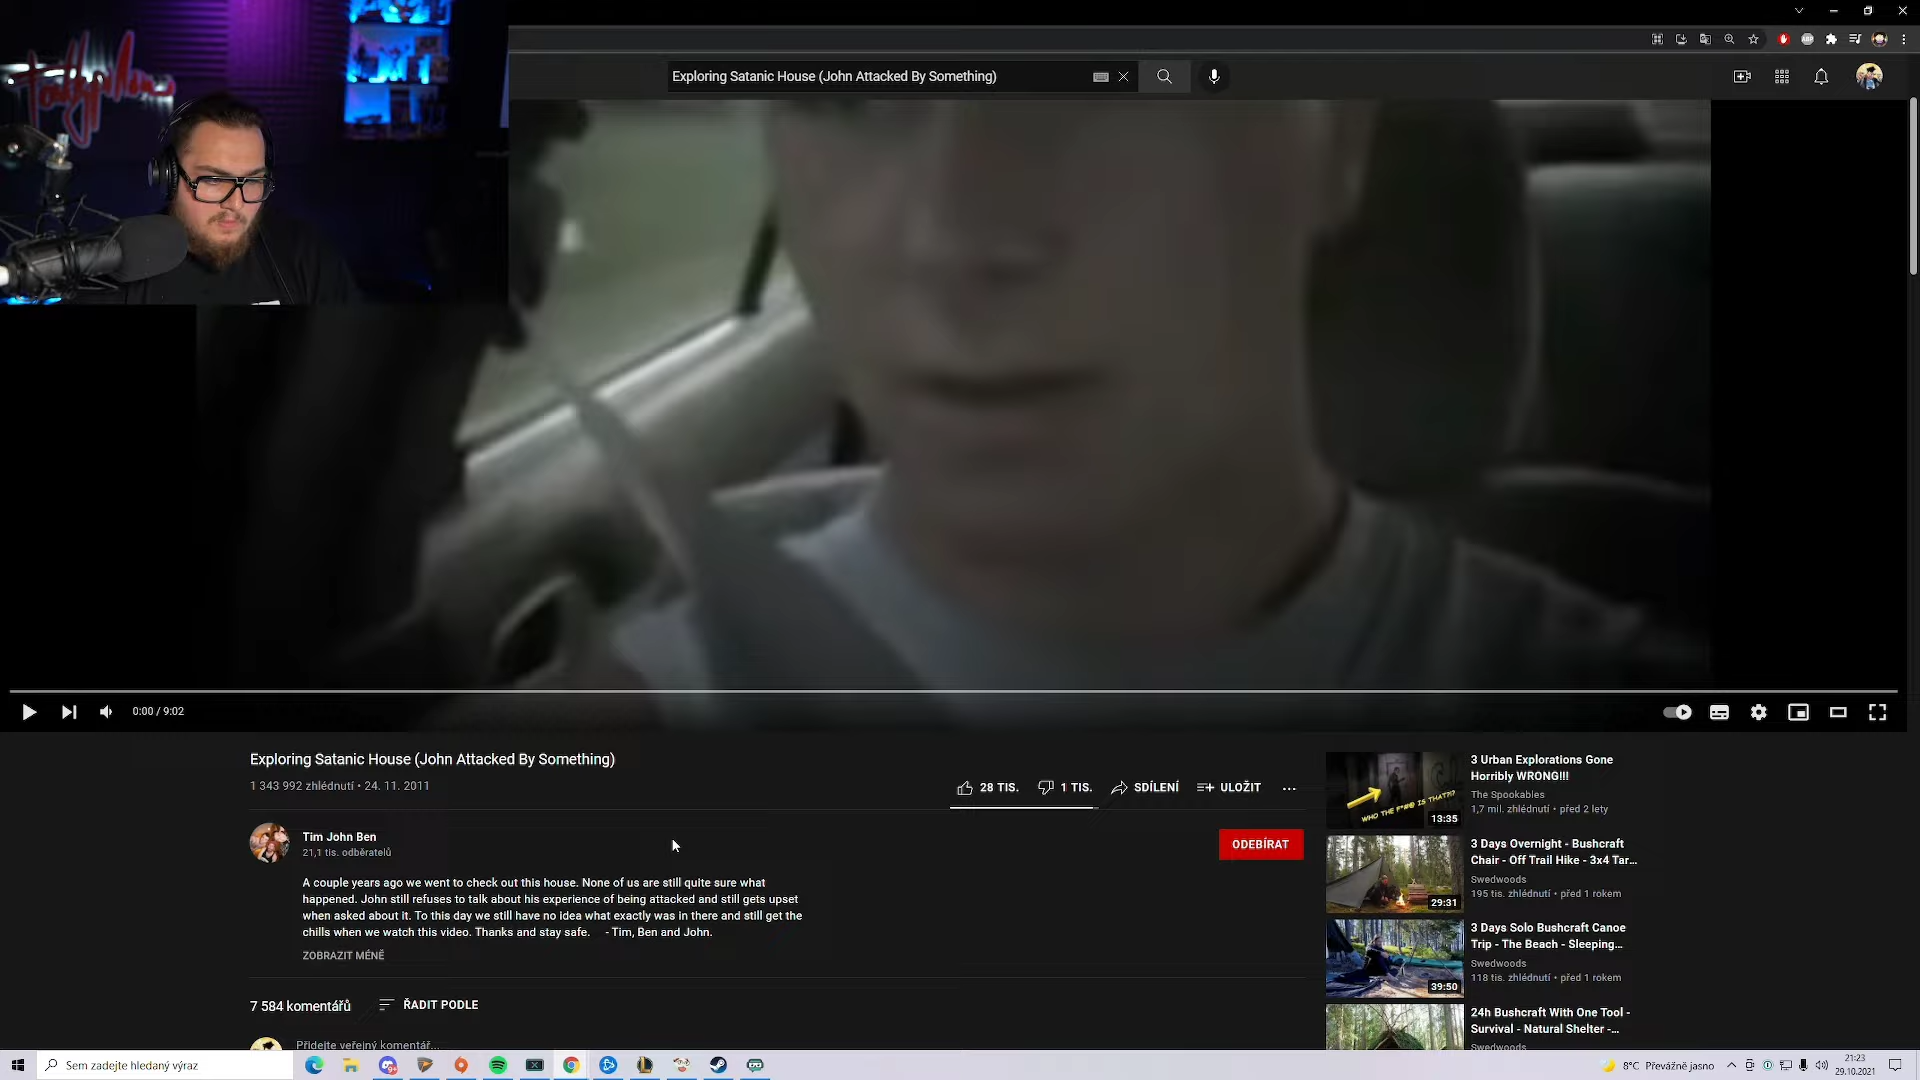 Exploring Satanic House (John Attacked By Something)
0:00 / 9:02
Exploring Satanic House (John Attacked By Something)
1 343 992 zhlédnutí • 24. 11. 2011
28 TIS.
1 TIS.
SDÍLENÍ
ULOŽIT
Tim John Ben
21,1 tis. odběratelů
ODEBÍRAT
A couple years ago we went to check out this house. None of us are still quite sure what
happened. John still refuses to talk about his experience of being attacked and still gets upset
when asked about it. To this day we still have no idea what exactly was in there and still get the
chills when we watch this video. Thanks and stay safe. - Tim, Ben and John.
ZOBRAZIT MÉNĚ
7 584 komentářů
ŘADIT PODLE
Přidejte veřejný komentář...
WHO THE F*#@ IS THAT?!?
13:35
3 Urban Explorations Gone
Horribly WRONG!!!
The Spookables
1,7 mil. zhlédnutí • před 2 lety
29:31
3 Days Overnight - Bushcraft
Chair - Off Trail Hike - 3x4 Tar...
Swedwoods
195 tis. zhlédnutí • před 1 rokem
39:50
3 Days Solo Bushcraft Canoe
Trip - The Beach - Sleeping...
Swedwoods
118 tis. zhlédnutí • před 1 rokem
24h Bushcraft With One Tool -
Survival - Natural Shelter -...
Swedwoods
Sem zadejte hledaný výraz
8°C Převážně jasno
21:23
29.10.2021